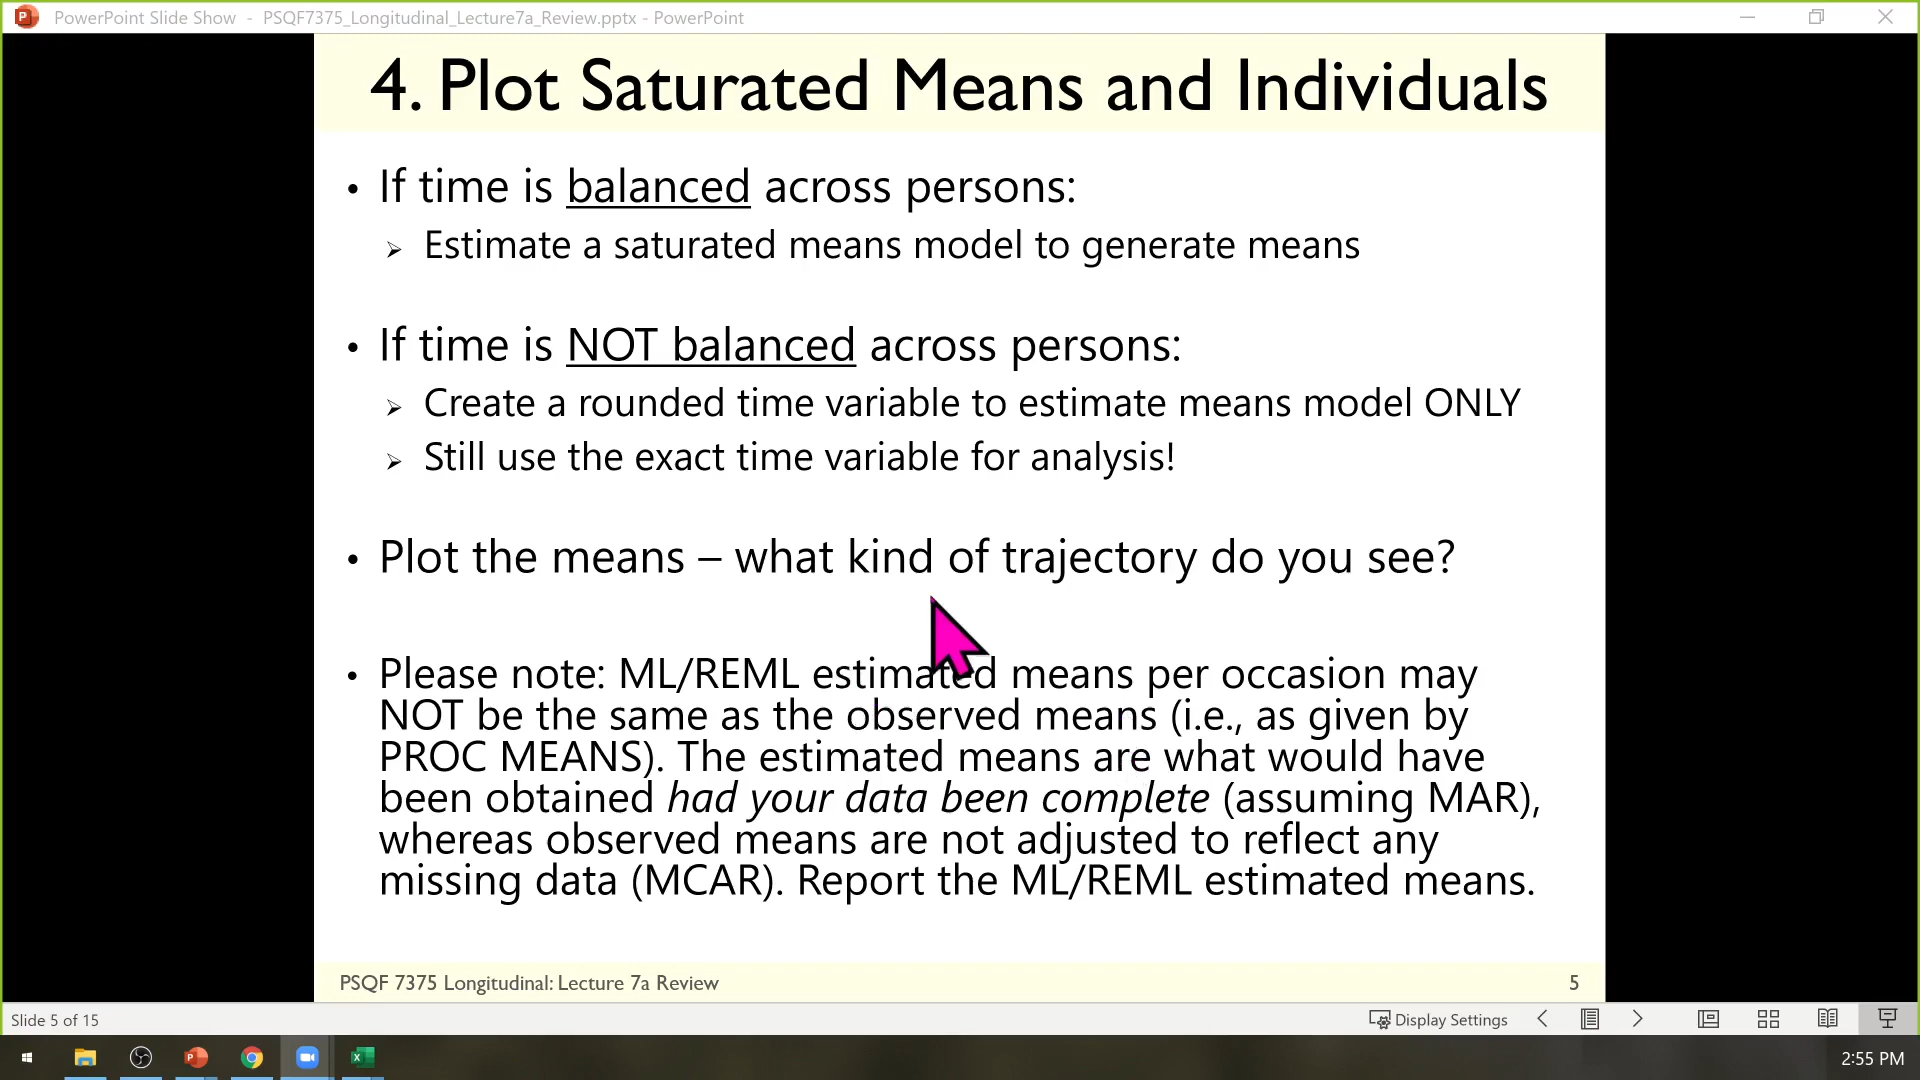 PowerPoint Slide Show - PSQF7375_Longitudinal_Lecture7a_Review.pptx - PowerPoint
4. Plot Saturated Means and Individuals
• If time is balanced across persons:
➢ Estimate a saturated means model to generate means
• If time is NOT balanced across persons:
➢ Create a rounded time variable to estimate means model ONLY
➢ Still use the exact time variable for analysis!
• Plot the means – what kind of trajectory do you see?
• Please note: ML/REML estimated means per occasion may
NOT be the same as the observed means (i.e., as given by
PROC MEANS). The estimated means are what would have
been obtained had your data been complete (assuming MAR),
whereas observed means are not adjusted to reflect any
missing data (MCAR). Report the ML/REML estimated means.
PSQF 7375 Longitudinal: Lecture 7a Review 5
Slide 5 of 15 Display Settings
2:55 PM